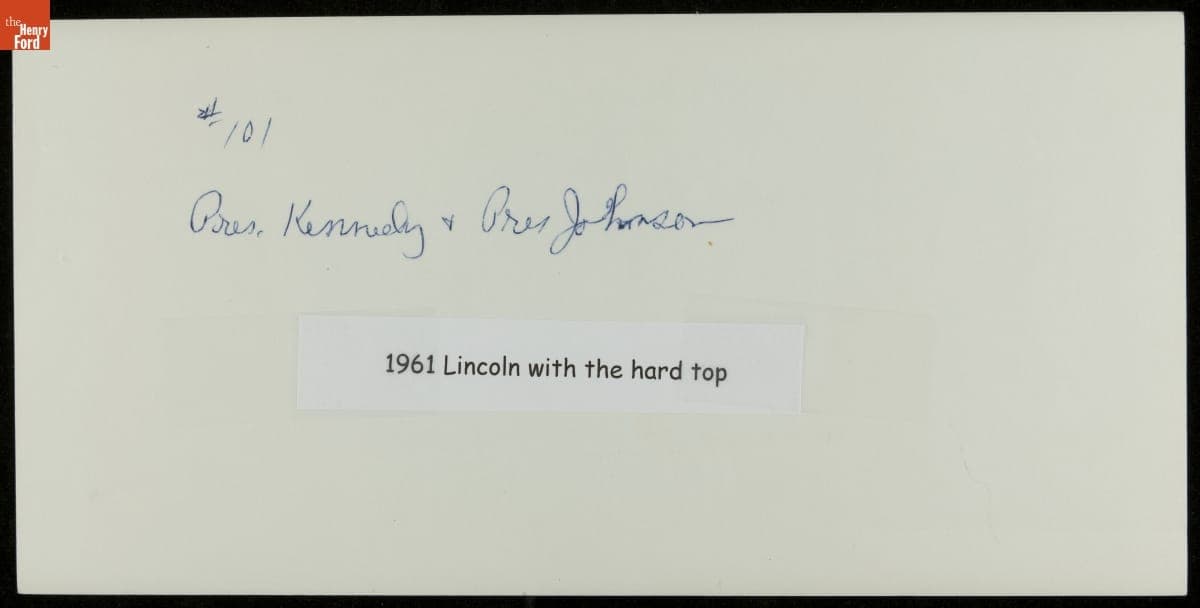 the
Henry
Ford
# 101
Pres. Kennedy & Pres Johnson
1961 Lincoln with the hard top